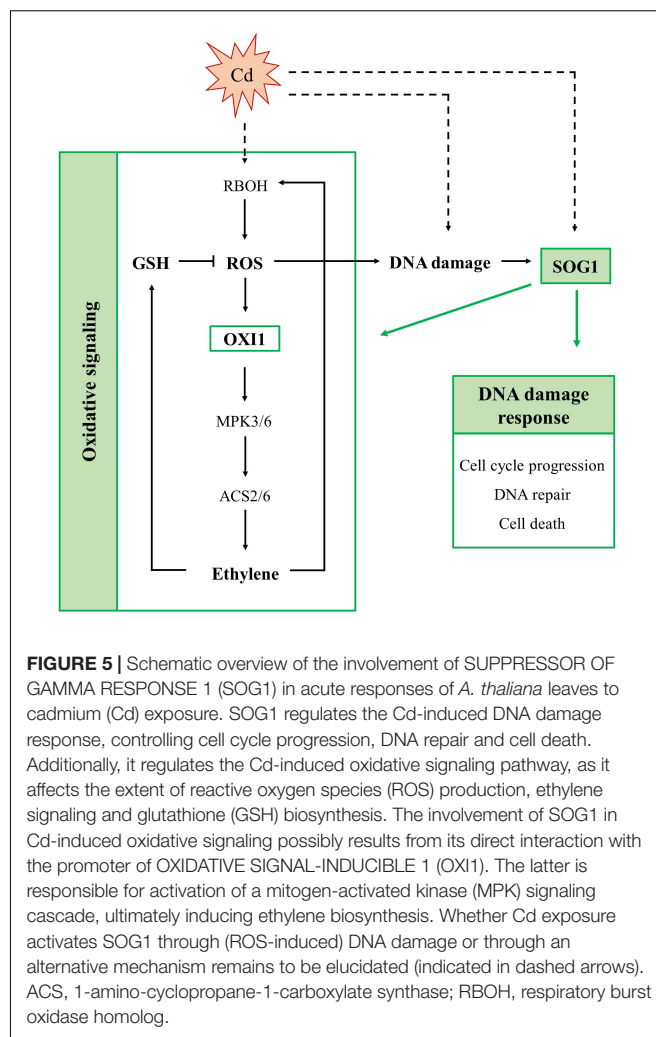 Cd
RBOH
GSH
ROS
DNA damage
SOG1
OXI1
MPK3/6
ACS2/6
Ethylene
Oxidative signaling
DNA damage
response
Cell cycle progression
DNA repair
Cell death
FIGURE 5 | Schematic overview of the involvement of SUPPRESSOR OF
GAMMA RESPONSE 1 (SOG1) in acute responses of A. thaliana leaves to
cadmium (Cd) exposure. SOG1 regulates the Cd-induced DNA damage
response, controlling cell cycle progression, DNA repair and cell death.
Additionally, it regulates the Cd-induced oxidative signaling pathway, as it
affects the extent of reactive oxygen species (ROS) production, ethylene
signaling and glutathione (GSH) biosynthesis. The involvement of SOG1 in
Cd-induced oxidative signaling possibly results from its direct interaction with
the promoter of OXIDATIVE SIGNAL-INDUCIBLE 1 (OXI1). The latter is
responsible for activation of a mitogen-activated kinase (MPK) signaling
cascade, ultimately inducing ethylene biosynthesis. Whether Cd exposure
activates SOG1 through (ROS-induced) DNA damage or through an
alternative mechanism remains to be elucidated (indicated in dashed arrows).
ACS, 1-amino-cyclopropane-1-carboxylate synthase; RBOH, respiratory burst
oxidase homolog.